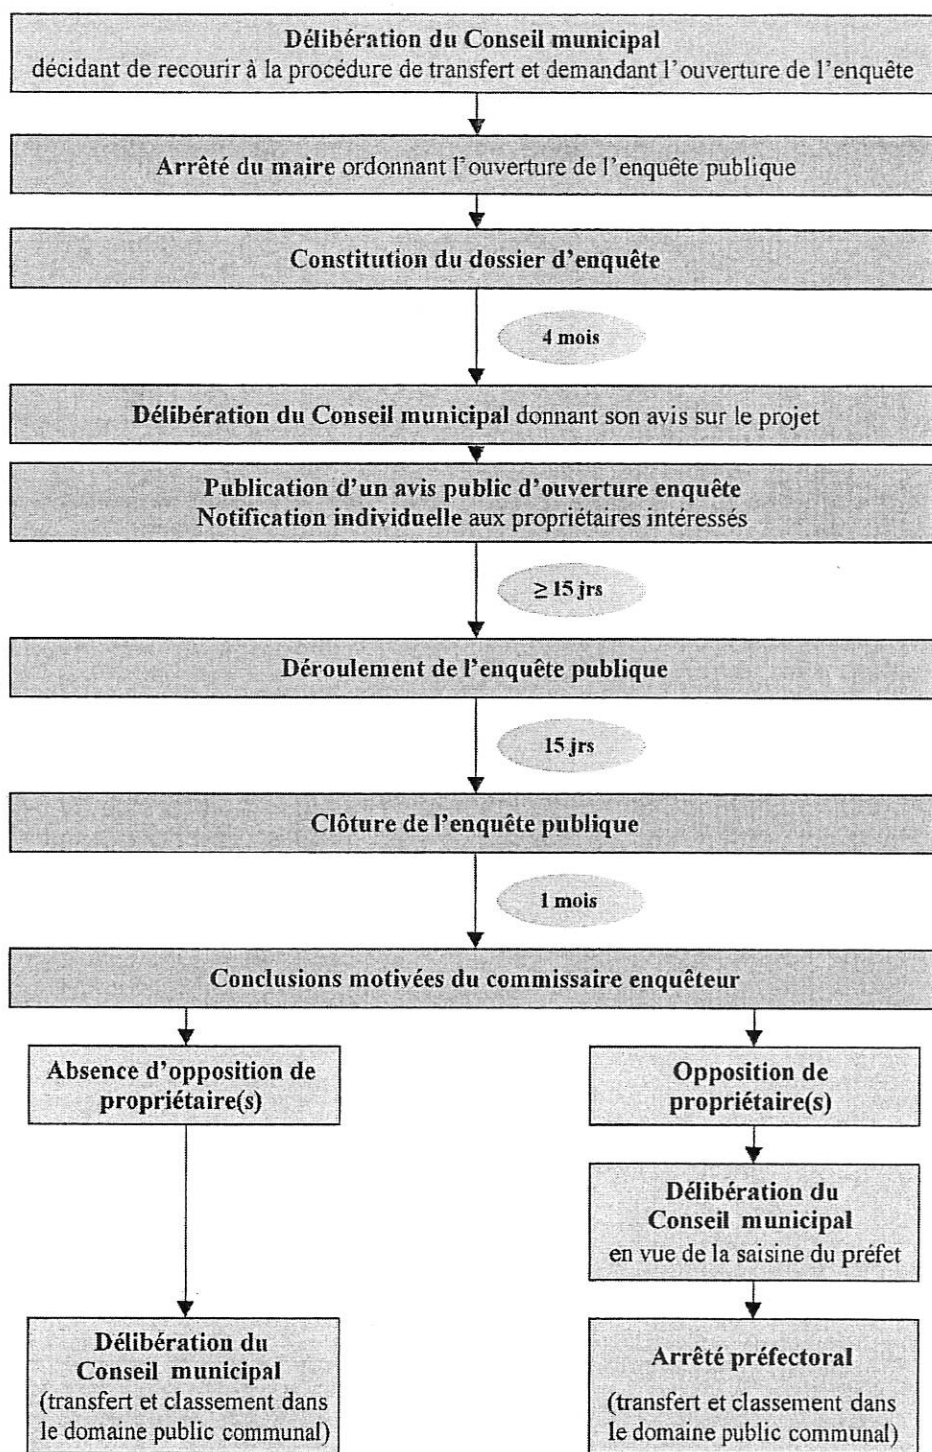 Délibération du Conseil municipal
décidant de recourir à la procédure de transfert et demandant l'ouverture de l'enquête
Arrêté du maire ordonnant l'ouverture de l'enquête publique
Constitution du dossier d'enquête
4 mois
Délibération du Conseil municipal donnant son avis sur le projet
Publication d'un avis public d'ouverture enquête
Notification individuelle aux propriétaires intéressés
≥ 15 jrs
Déroulement de l'enquête publique
15 jrs
Clôture de l'enquête publique
1 mois
Conclusions motivées du commissaire enquêteur
Absence d'opposition de
propriétaire(s)
Opposition de
propriétaire(s)
Délibération du
Conseil municipal
en vue de la saisine du préfet
Délibération du
Conseil municipal
(transfert et classement dans
le domaine public communal)
Arrêté préfectoral
(transfert et classement dans
le domaine public communal)